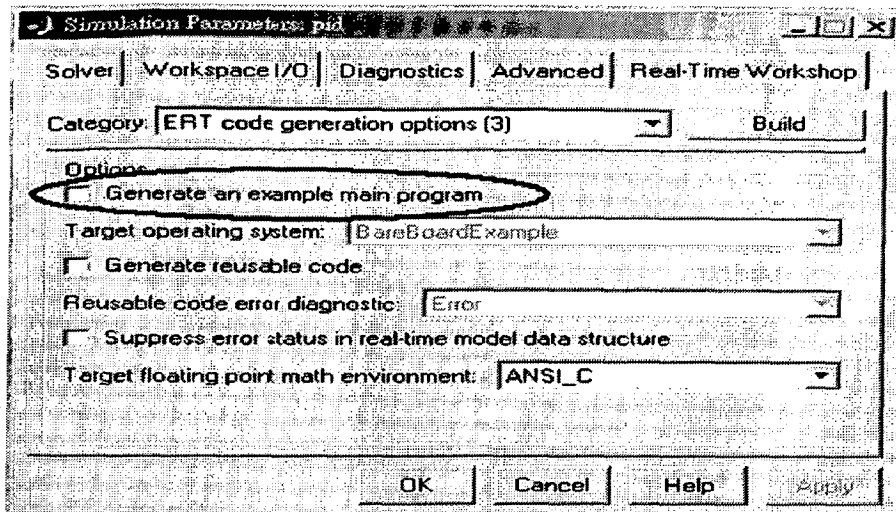 Simulation Parameters: pid
Solver Workspace I/O Diagnostics Advanced Real-Time Workshop
Category: ERT code generation options (3) Build
Options
Generate an example main program
Target operating system: BareBoardExample
Generate reusable code
Reusable code error diagnostic: Error
Suppress error status in real-time model data structure
Target floating point math environment: ANSI_C
OK Cancel Help Apply